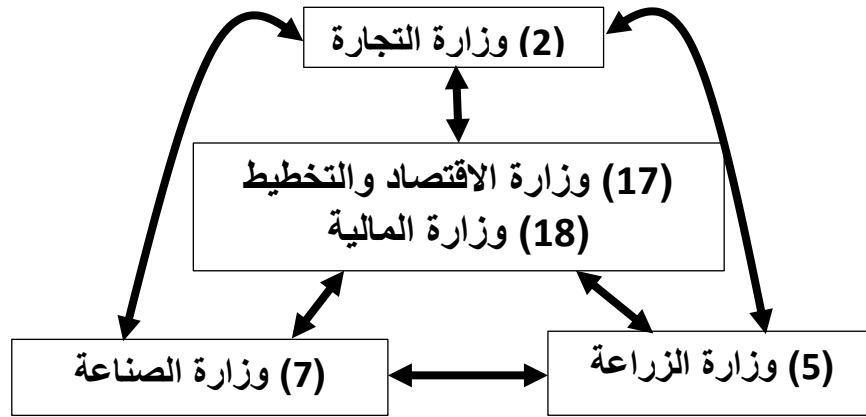 (2) وزارة التجارة
(17) وزارة الاقتصاد والتخطيط
(18) وزارة المالية
(5) وزارة الزراعة
(7) وزارة الصناعة